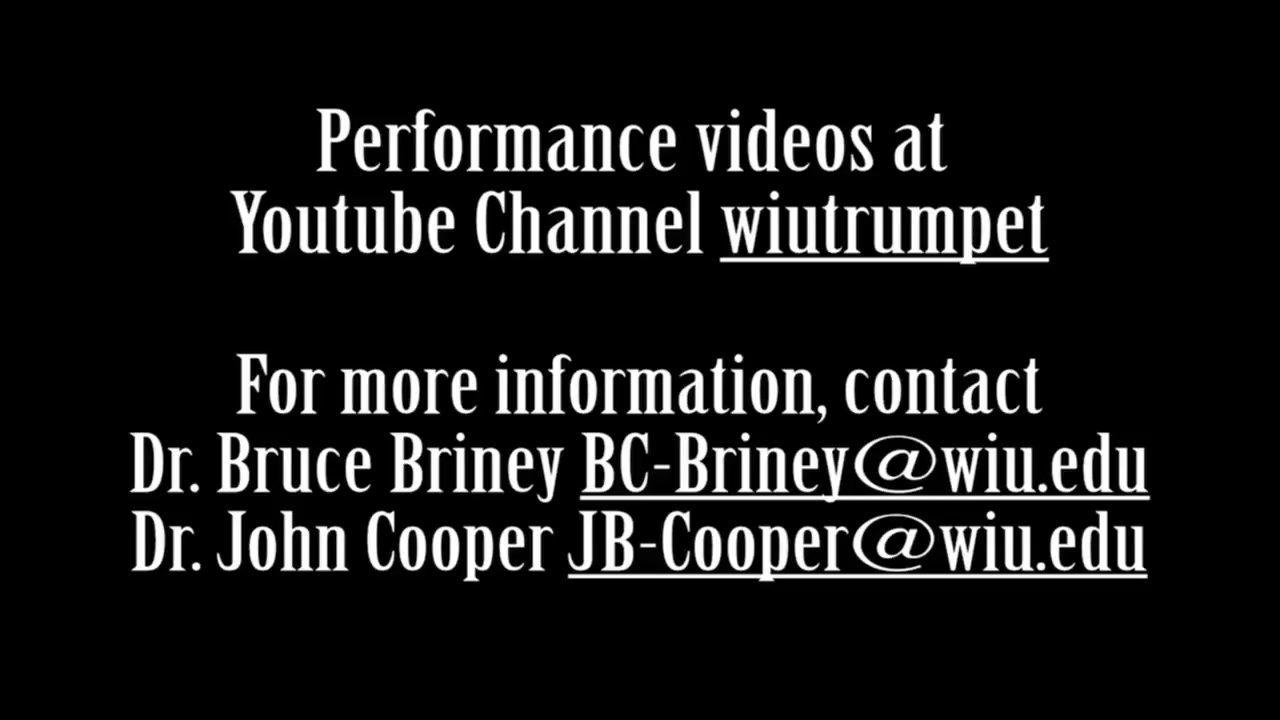 Performance videos at
Youtube Channel wiutrumpet
For more information, contact
Dr. Bruce Briney BC-Briney@wiu.edu
Dr. John Cooper JB-Cooper@wiu.edu